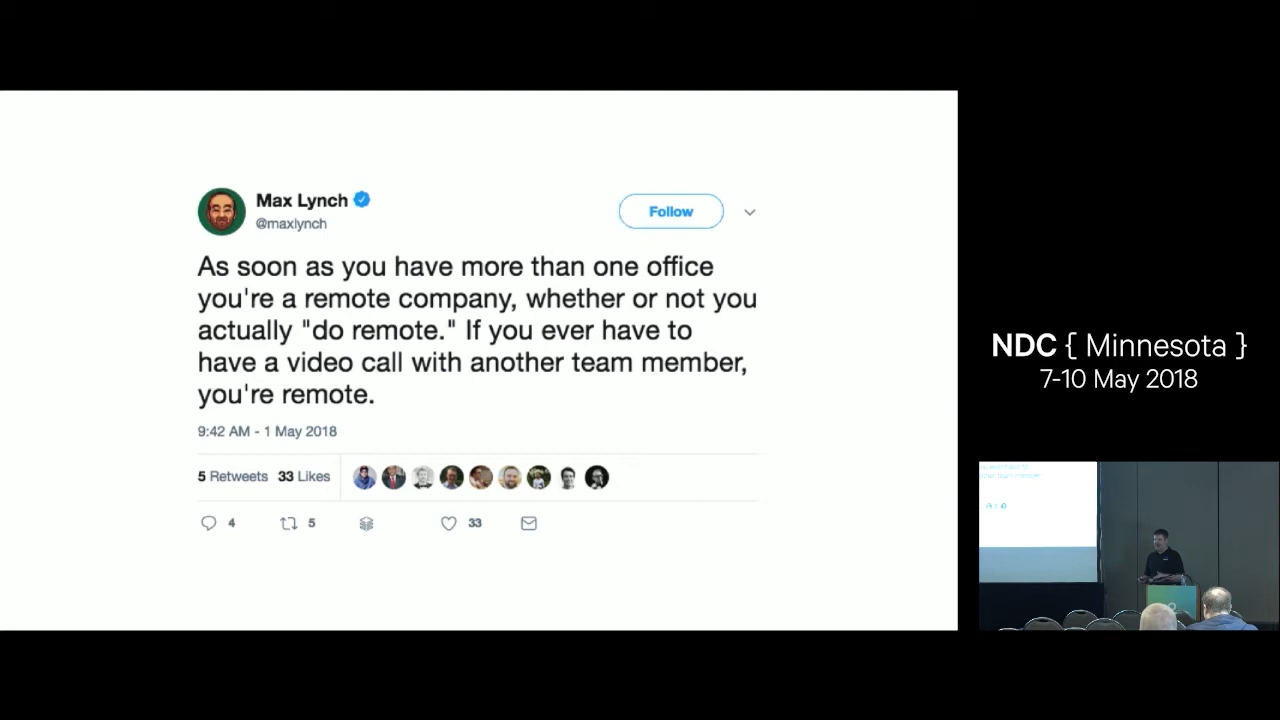 Max Lynch
@maxlynch
Follow
As soon as you have more than one office
you're a remote company, whether or not you
actually "do remote." If you ever have to
have a video call with another team member,
you're remote.
9:42 AM - 1 May 2018
5 Retweets 33 Likes
4 5 33
NDC { Minnesota }
7-10 May 2018